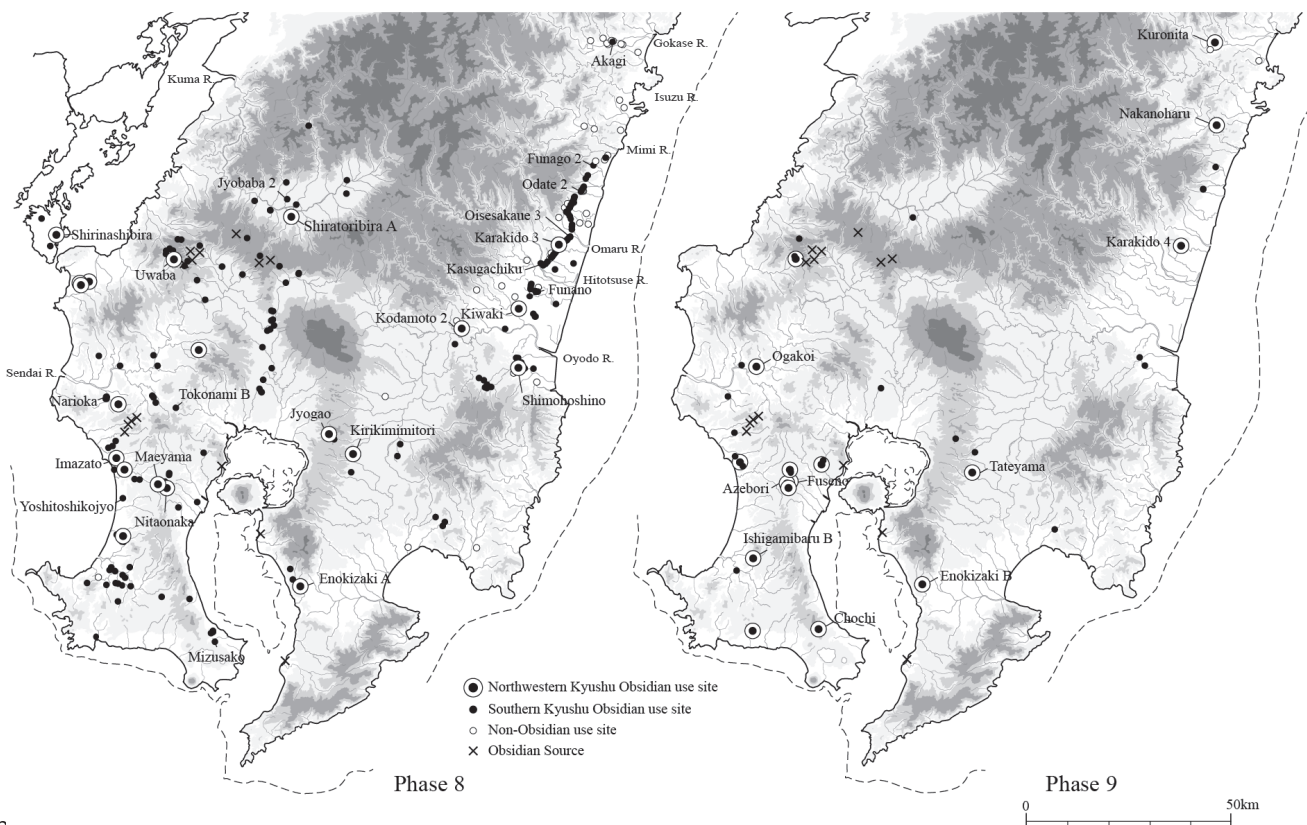 Kuma R.
Gokase R.
Akagi
Isuzu R.
Mimi R.
Funago 2
Odate 2
Jyobaba 2
Shiratoribira A
Oisesakaue 3
Karakido 3
Omaru R.
Shirinashibira
Uwaba
Kasugachiku
Hitotsuse R.
Funano
Kodamoto 2
Kiwaki
Oyodo R.
Sendai R.
Narioka
Tokonami B
Shimohoshino
Jyogao
Kirikimimitori
Imazato
Maeyama
Yoshitoshikojyo
Nitaonaka
Enokizaki A
Mizusako
Northwestern Kyushu Obsidian use site
Southern Kyushu Obsidian use site
Non-Obsidian use site
Obsidian Source
Phase 8
Kuronita
Nakanoharu
Karakido 4
Ogakoi
Tateyama
Azebori
Fuseno
Ishigamibaru B
Enokizaki B
Chochi
Phase 9
0
50km